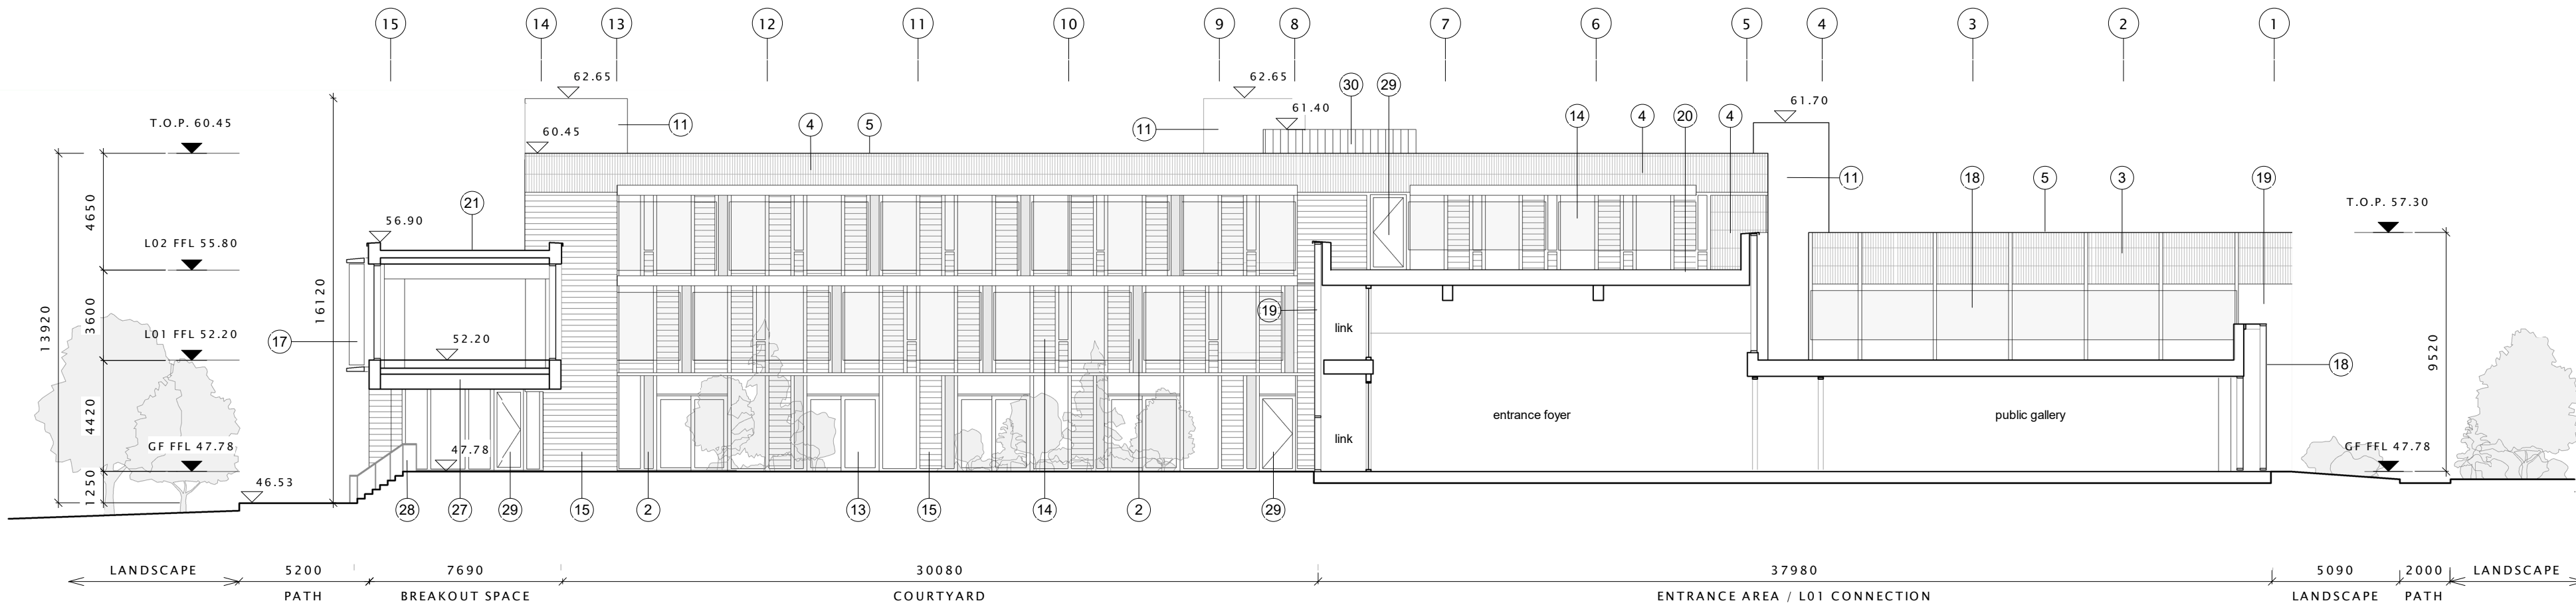 15 14 13 12 11 10 9 8 7 6 5 4 3 2 1
62.65 62.65
30 29
61.40 61.70
T.O.P. 60.45 60.45 11 4 5 11 14 4 20 4
11 18 5 3 19
4650 21 T.O.P. 57.30
56.90
L02 FFL 55.80
13920 3600 16120 19 link
L01 FFL 52.20 52.20
17 9520
18
4420 entrance foyer public gallery
link
GF FFL 47.78 47.78 GF FFL 47.78
1250 46.53
28 27 29 15 2 13 15 14 2 29
LANDSCAPE 5200 7690 30080 37980 5090 2000 LANDSCAPE
PATH BREAKOUT SPACE COURTYARD ENTRANCE AREA / L01 CONNECTION LANDSCAPE PATH